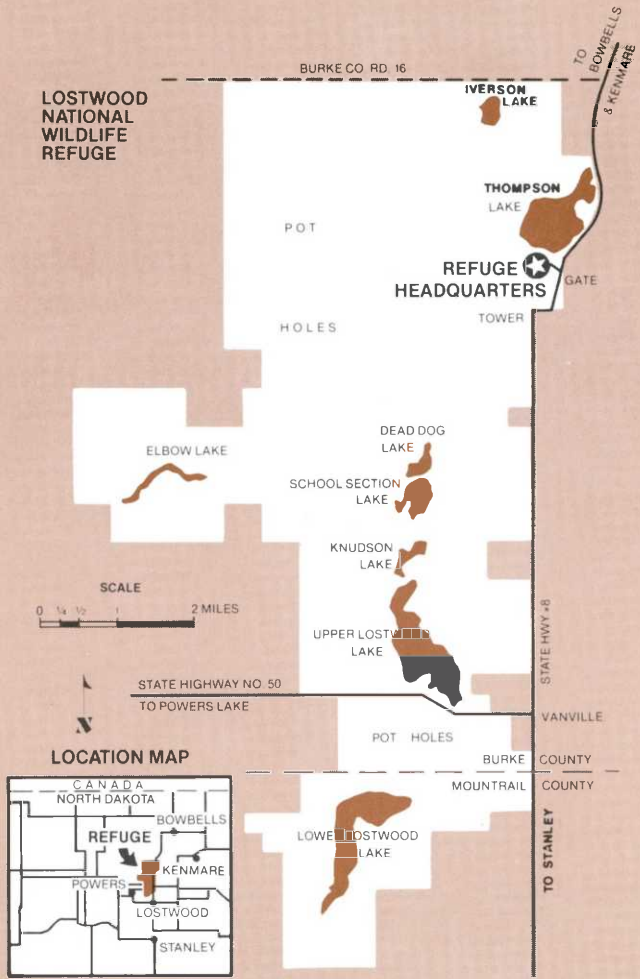 BURKE CO RD. 16
TO
BOWBELLS
& KENMARE
LOSTWOOD
NATIONAL
WILDLIFE
REFUGE
IVERSON
LAKE
THOMPSON
LAKE
POT
HOLES
REFUGE
HEADQUARTERS
GATE
TOWER
DEAD DOG
LAKE
ELBOW LAKE
SCHOOL SECTION
LAKE
KNUDSON
LAKE
SCALE
0 ¼ ½ 1 2 MILES
UPPER LOSTWOOD
LAKE
STATE HWY #8
N
STATE HIGHWAY NO. 50
TO POWERS LAKE
VANVILLE
POT HOLES
BURKE COUNTY
MOUNTRAIL COUNTY
LOWER LOSTWOOD
LAKE
TO STANLEY
LOCATION MAP
CANADA
NORTH DAKOTA
BOWBELLS
REFUGE
KENMARE
POWERS
LOSTWOOD
STANLEY